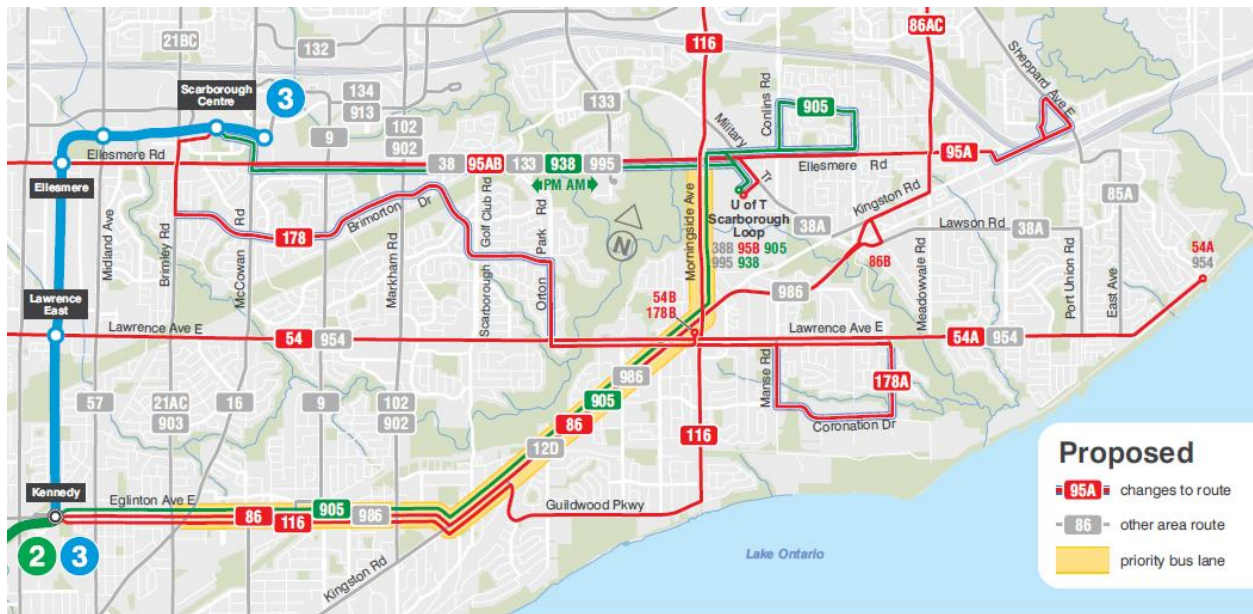 116
86AC
21BC
132
Sheppard Ave E
Scarborough
Centre
3
134
913
133
Conlins Rd
905
9
102
902
Military
Tr
Ellesmere Rd
38
95AB
133
938
995
PM AM
Ellesmere
Rd
95A
Ellesmere
U of T
Scarborough
Loop
38B 95B 905
995 938
Kingston Rd
85A
Midland Ave
Brimley Rd
McCowan
Rd
178
Brimorton
Dr
Markham Rd
Scarborough
Golf Club Rd
Orton
Park
Rd
N
Morningside Ave
38A
Lawson Rd
38A
86B
Meadowvale Rd
Port Union Rd
East Ave
54A
954
Lawrence
East
986
54B
178B
Lawrence Ave E
54
954
Lawrence Ave E
54A
954
57
21AC
903
16
9
102
902
986
905
86
12D
Manse Rd
178A
Coronation Dr
116
Kennedy
Eglinton Ave E
86
116
905
986
Guildwood Pkwy
Kingston Rd
2
3
Lake Ontario
Proposed
95A changes to route
86 other area route
priority bus lane